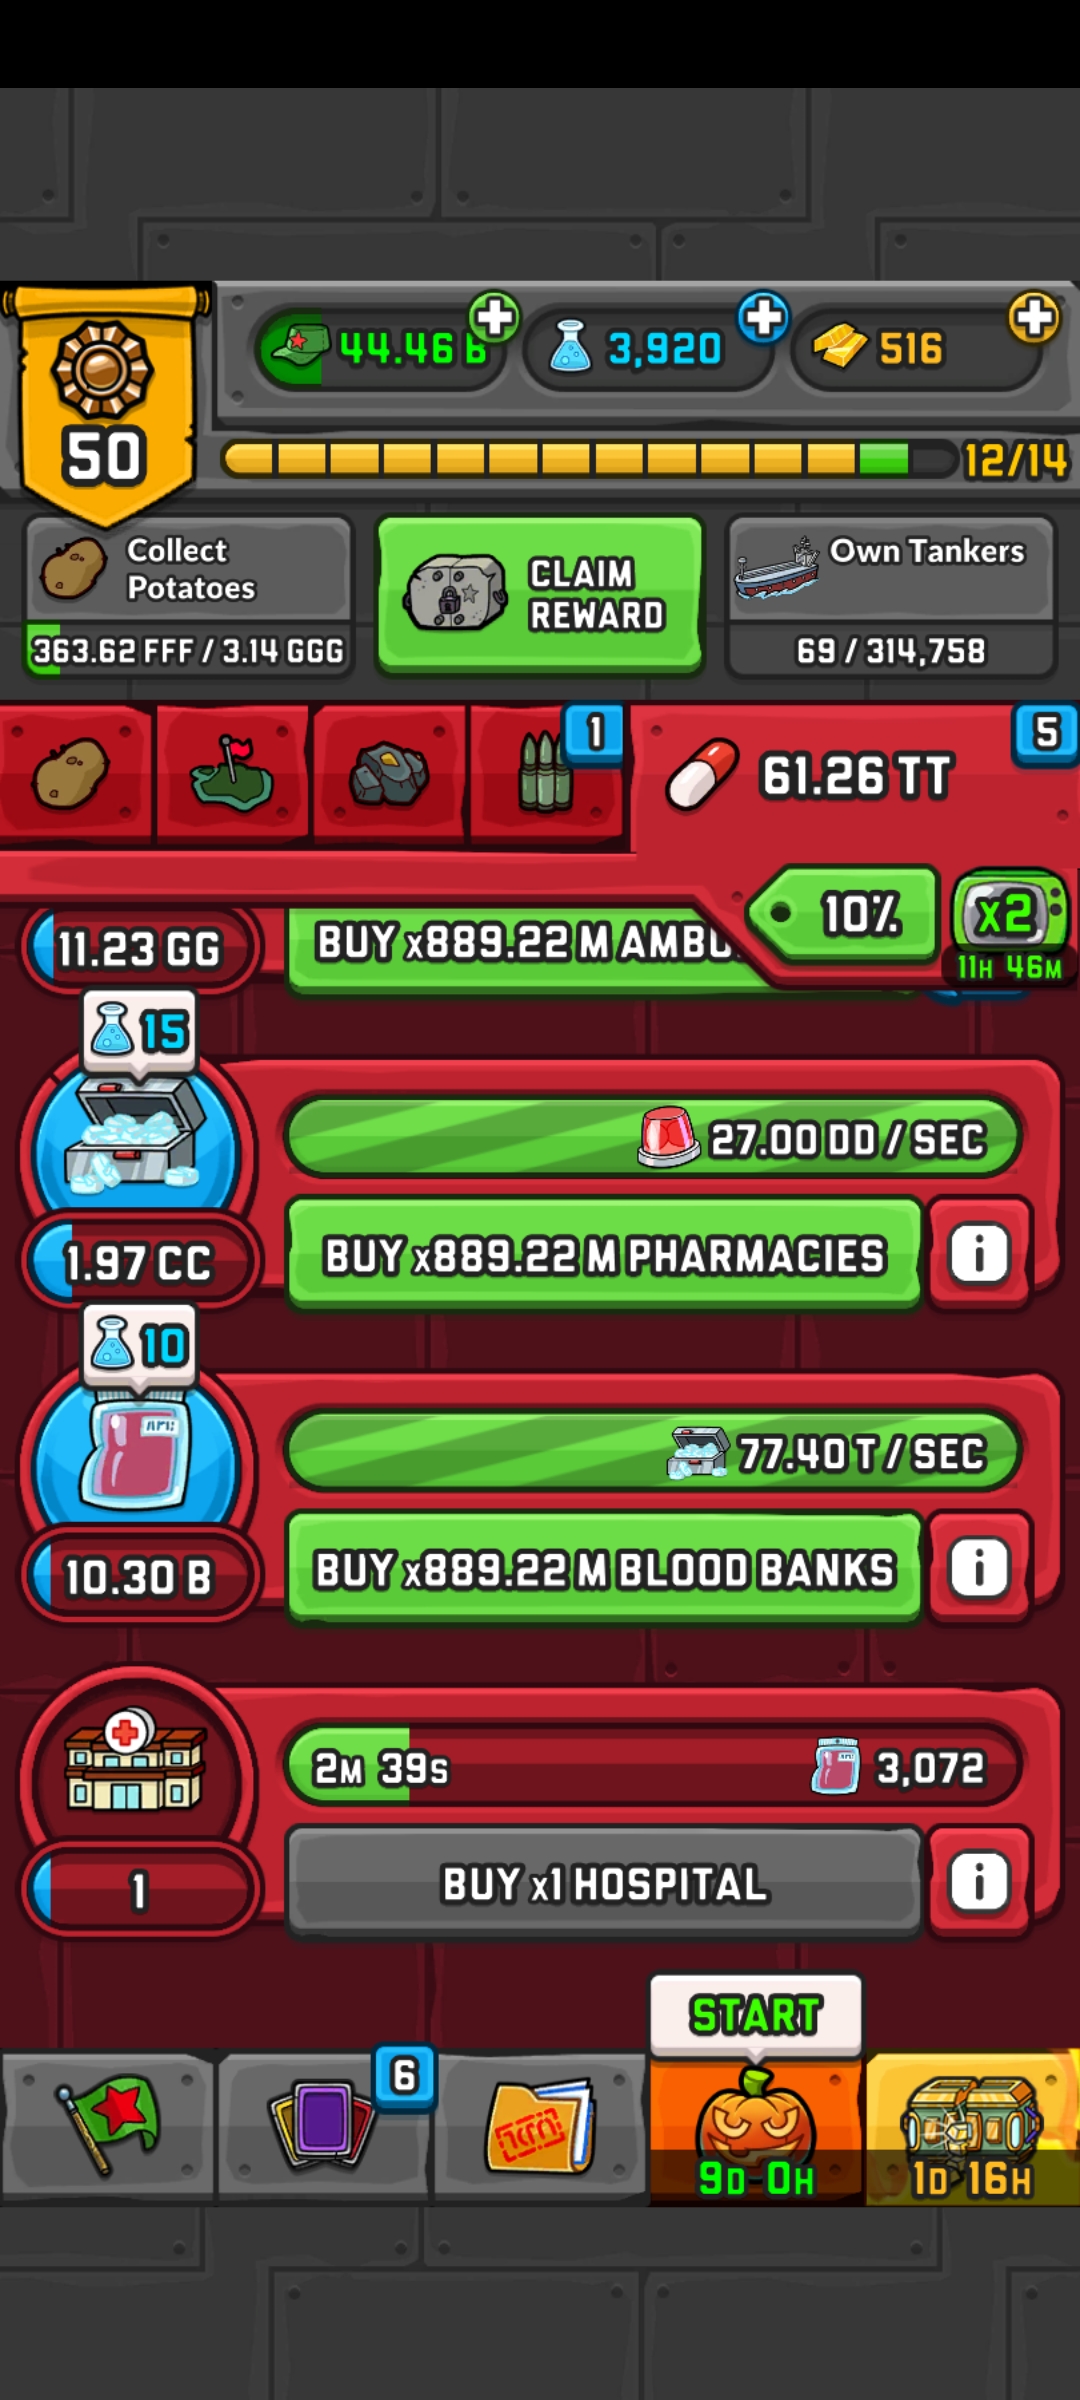 44.46 B
3,920
516
50
12/14
Collect
Potatoes
363.62 FFF / 3.14 GGG
CLAIM
REWARD
Own Tankers
69 / 314,758
1
61.26 TT
5
10%
x2
11H 46M
11.23 GG
BUY x889.22 M AMBU
15
27.00 DD / SEC
1.97 CC
BUY x889.22 M PHARMACIES
i
10
77.40 T / SEC
10.30 B
BUY x889.22 M BLOOD BANKS
i
2M 39S
3,072
1
BUY x1 HOSPITAL
i
START
6
9D 0H
1D 16H